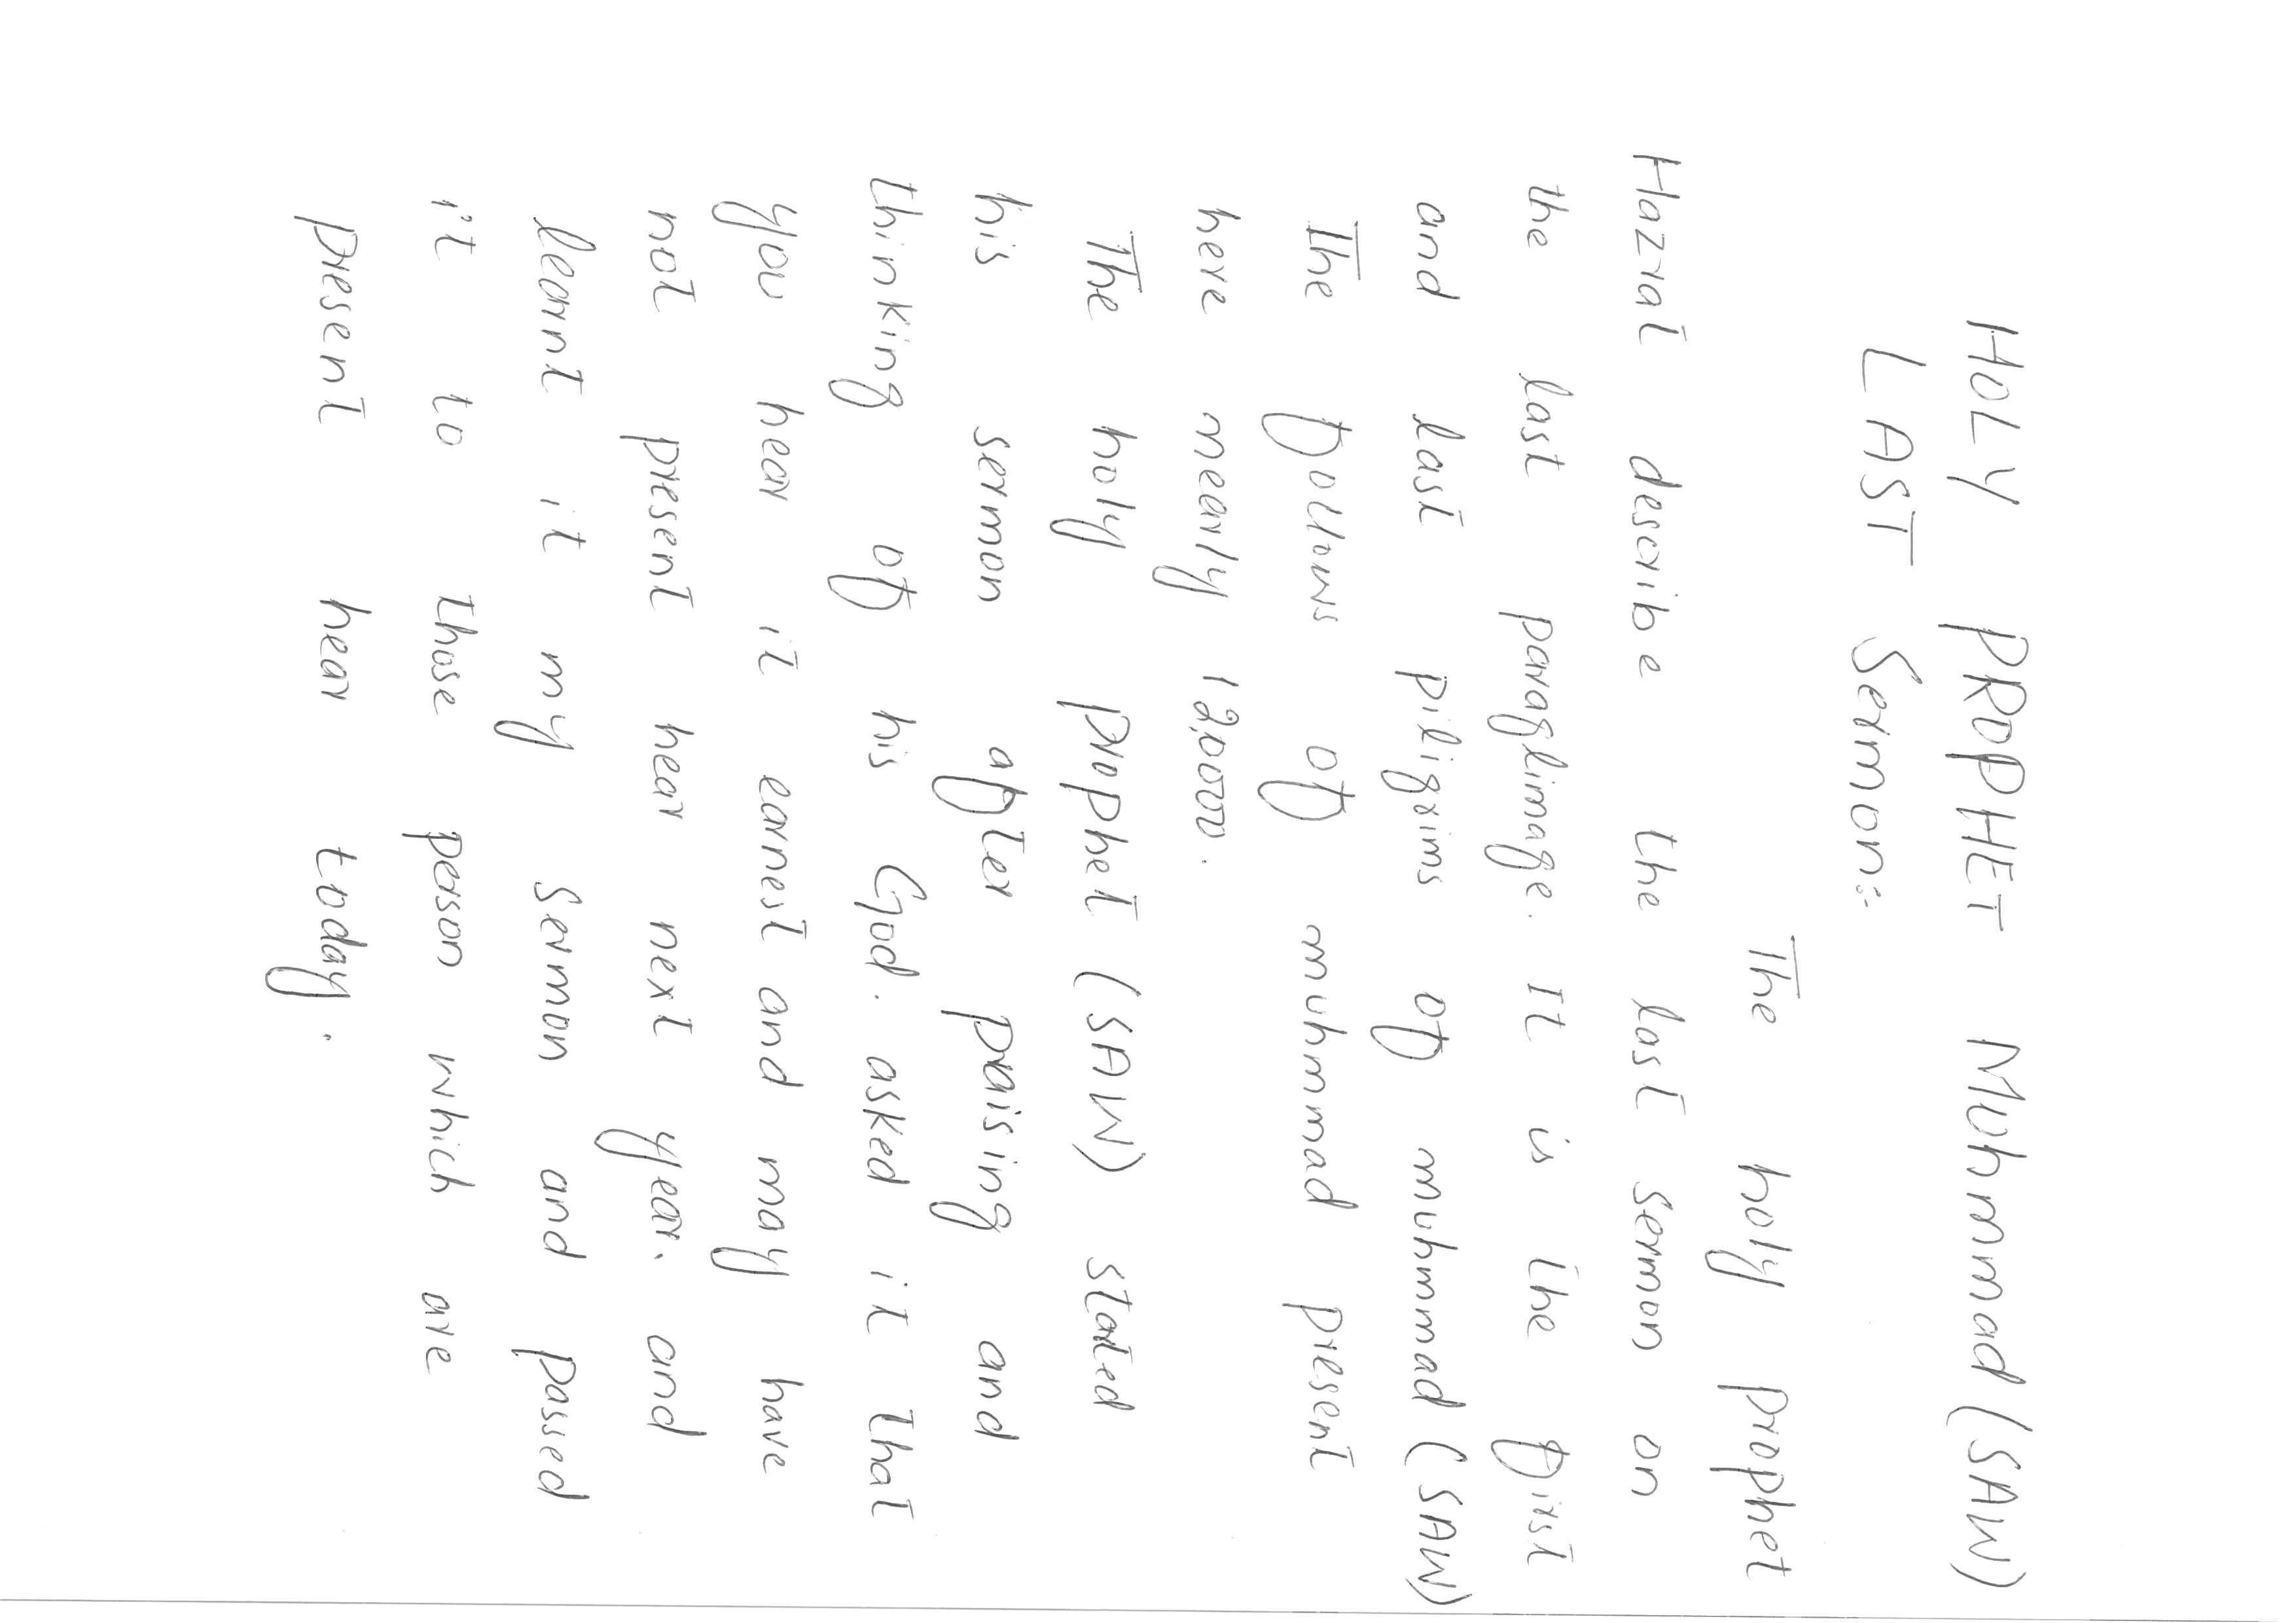 HOLY PROPHET Muhmmad (SAW)
LAST Sermon:-
The holy prophet
Hazrat describe the last sermon on
the last paraglimage. It is the first
and last piligrims of muhmmad (SAW)
The follows of muhmmad present
here nearly 12,0000.
The holy prophet (SAW) started
his sermon after praising and
thinking of his God. asked it that
you hear it earnest and may have
not present hear next year. and
learnt it my sermon and passed
it to those person which are
present hear today.